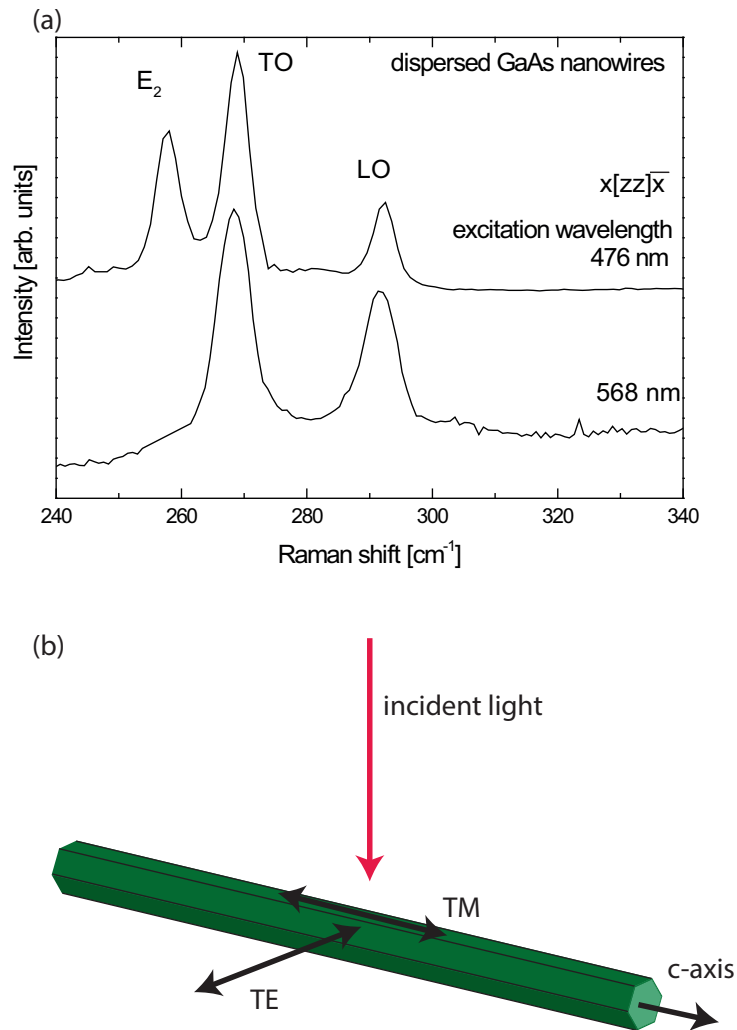 (a)
E₂
TO
dispersed GaAs nanowires
LO
x[zz]x̅
excitation wavelength
476 nm
568 nm
Intensity [arb. units]
240 260 280 300 320 340
Raman shift [cm⁻¹]
(b)
incident light
TM
c-axis
TE